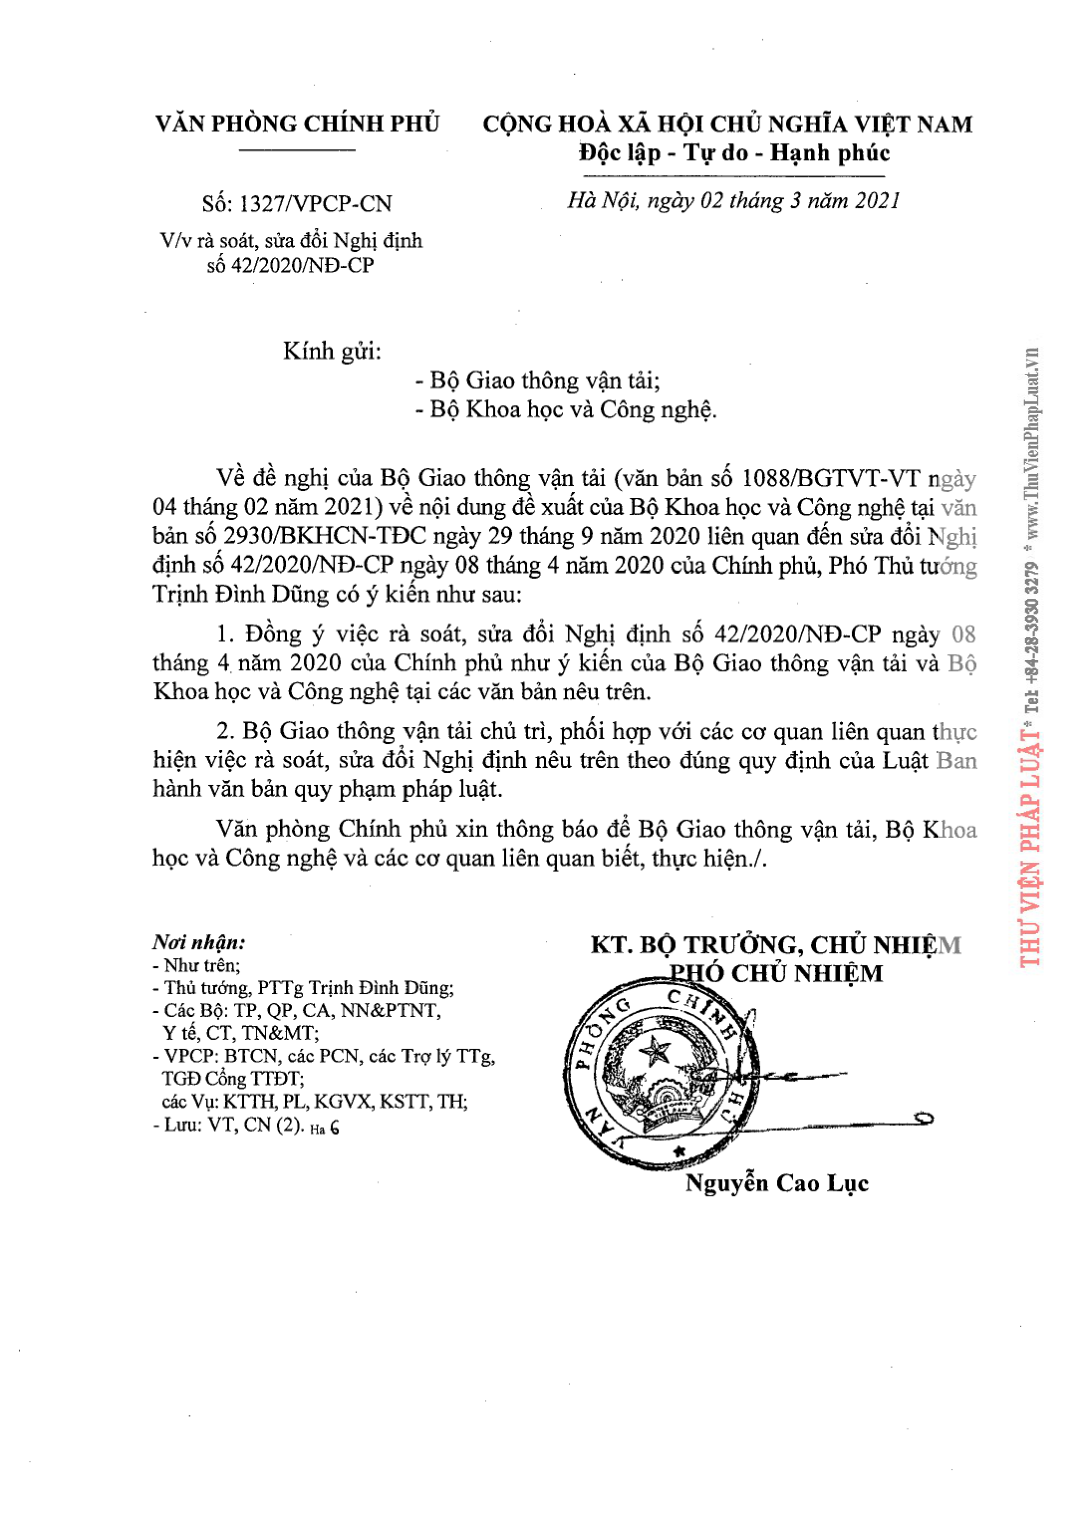 VĂN PHÒNG CHÍNH PHỦ
CỘNG HOÀ XÃ HỘI CHỦ NGHĨA VIỆT NAM
Độc lập - Tự do - Hạnh phúc
Số: 1327/VPCP-CN
Hà Nội, ngày 02 tháng 3 năm 2021
V/v rà soát, sửa đổi Nghị định
số 42/2020/NĐ-CP
Kính gửi:
- Bộ Giao thông vận tải;
- Bộ Khoa học và Công nghệ.
Về đề nghị của Bộ Giao thông vận tải (văn bản số 1088/BGTVT-VT ngày
04 tháng 02 năm 2021) về nội dung đề xuất của Bộ Khoa học và Công nghệ tại văn
bản số 2930/BKHCN-TĐC ngày 29 tháng 9 năm 2020 liên quan đến sửa đổi Nghị
định số 42/2020/NĐ-CP ngày 08 tháng 4 năm 2020 của Chính phủ, Phó Thủ tướng
Trịnh Đình Dũng có ý kiến như sau:
1. Đồng ý việc rà soát, sửa đổi Nghị định số 42/2020/NĐ-CP ngày 08
tháng 4 năm 2020 của Chính phủ như ý kiến của Bộ Giao thông vận tải và Bộ
Khoa học và Công nghệ tại các văn bản nêu trên.
2. Bộ Giao thông vận tải chủ trì, phối hợp với các cơ quan liên quan thực
hiện việc rà soát, sửa đổi Nghị định nêu trên theo đúng quy định của Luật Ban
hành văn bản quy phạm pháp luật.
Văn phòng Chính phủ xin thông báo để Bộ Giao thông vận tải, Bộ Khoa
học và Công nghệ và các cơ quan liên quan biết, thực hiện./.
Nơi nhận:
- Như trên;
- Thủ tướng, PTTg Trịnh Đình Dũng;
- Các Bộ: TP, QP, CA, NN&PTNT,
Y tế, CT, TN&MT;
- VPCP: BTCN, các PCN, các Trợ lý TTg,
TGĐ Cổng TTĐT;
các Vụ: KTTH, PL, KGVX, KSTT, TH;
- Lưu: VT, CN (2). Ha 6
KT. BỘ TRƯỞNG, CHỦ NHIỆM
PHÓ CHỦ NHIỆM
VĂN PHÒNG CHÍNH PHỦ
Nguyễn Cao Lục
THƯ VIỆN PHÁP LUẬT * Tel: +84-28-3930 3279 * www.ThuVienPhapLuat.vn